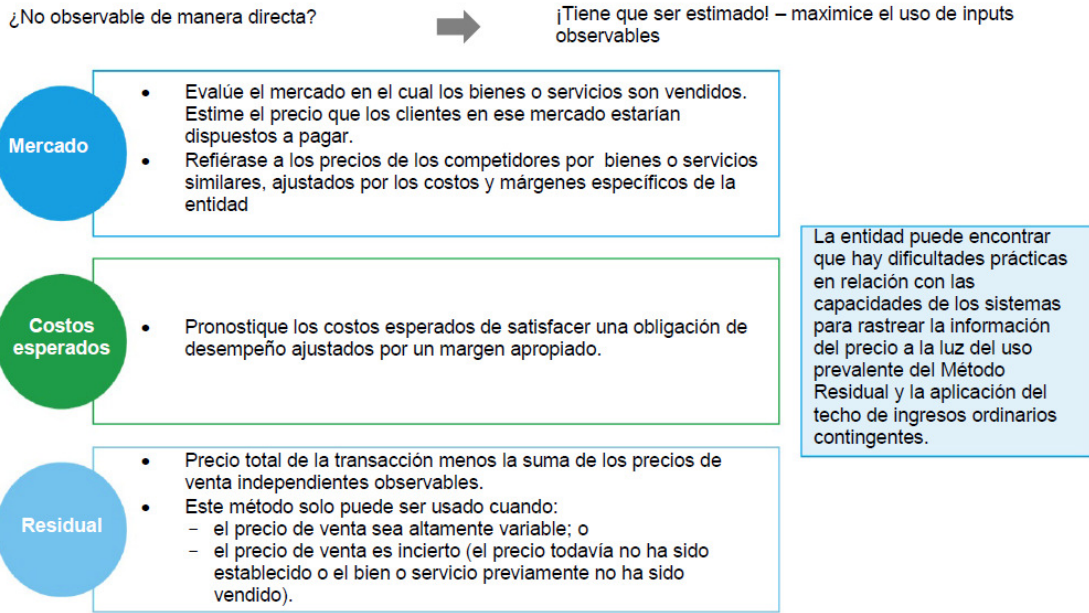 ¿No observable de manera directa?
¡Tiene que ser estimado! – maximice el uso de inputs
observables
Mercado
• Evalúe el mercado en el cual los bienes o servicios son vendidos.
Estime el precio que los clientes en ese mercado estarían
dispuestos a pagar.
• Refiérase a los precios de los competidores por bienes o servicios
similares, ajustados por los costos y márgenes específicos de la
entidad
Costos
esperados
• Pronostique los costos esperados de satisfacer una obligación de
desempeño ajustados por un margen apropiado.
Residual
• Precio total de la transacción menos la suma de los precios de
venta independientes observables.
• Este método solo puede ser usado cuando:
− el precio de venta sea altamente variable; o
− el precio de venta es incierto (el precio todavía no ha sido
establecido o el bien o servicio previamente no ha sido
vendido).
La entidad puede encontrar
que hay dificultades prácticas
en relación con las
capacidades de los sistemas
para rastrear la información
del precio a la luz del uso
prevalente del Método
Residual y la aplicación del
techo de ingresos ordinarios
contingentes.